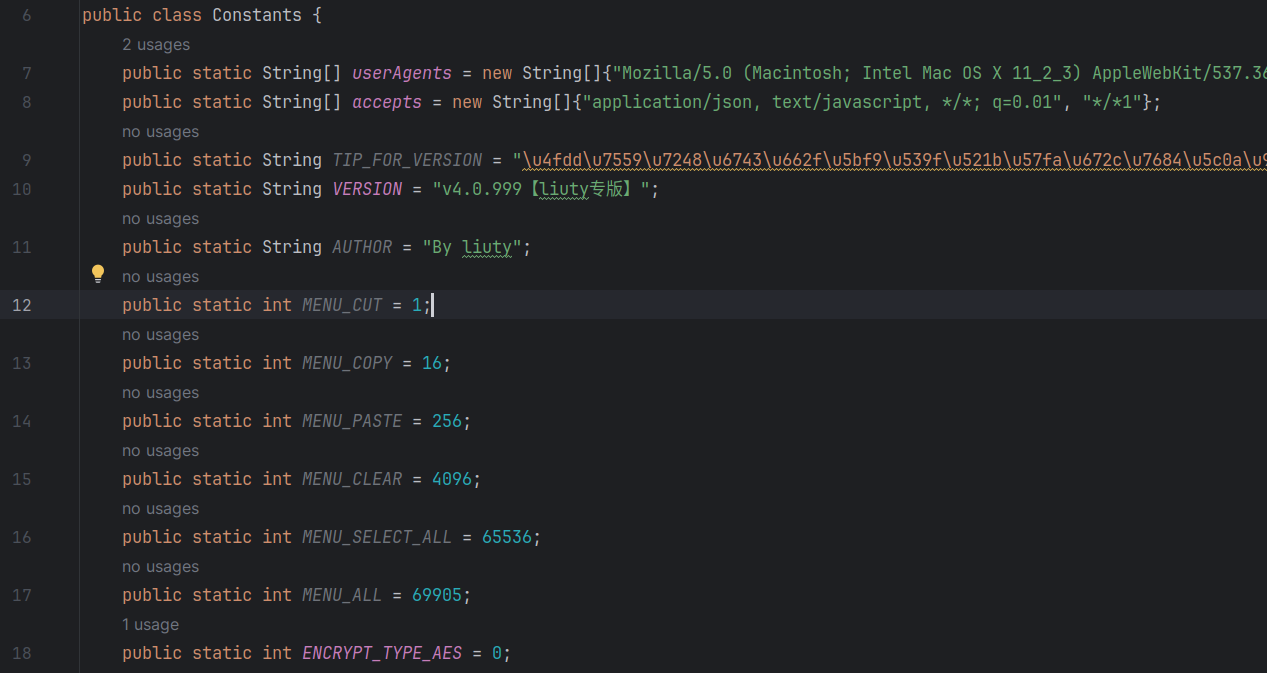 6 public class Constants {
2 usages
7 public static String[] userAgents = new String[]{"Mozilla/5.0 (Macintosh; Intel Mac OS X 11_2_3) AppleWebKit/537.36
8 public static String[] accepts = new String[]{"application/json, text/javascript, */*; q=0.01", "*/*1"};
no usages
9 public static String TIP_FOR_VERSION = "\u4fdd\u7559\u7248\u6743\u662f\u5bf9\u539f\u521b\u57fa\u672c\u7684\u5c0a\u9
10 public static String VERSION = "v4.0.999【liuty专版】";
no usages
11 public static String AUTHOR = "By liuty";
no usages
12 public static int MENU_CUT = 1;
no usages
13 public static int MENU_COPY = 16;
no usages
14 public static int MENU_PASTE = 256;
no usages
15 public static int MENU_CLEAR = 4096;
no usages
16 public static int MENU_SELECT_ALL = 65536;
no usages
17 public static int MENU_ALL = 69905;
1 usage
18 public static int ENCRYPT_TYPE_AES = 0;